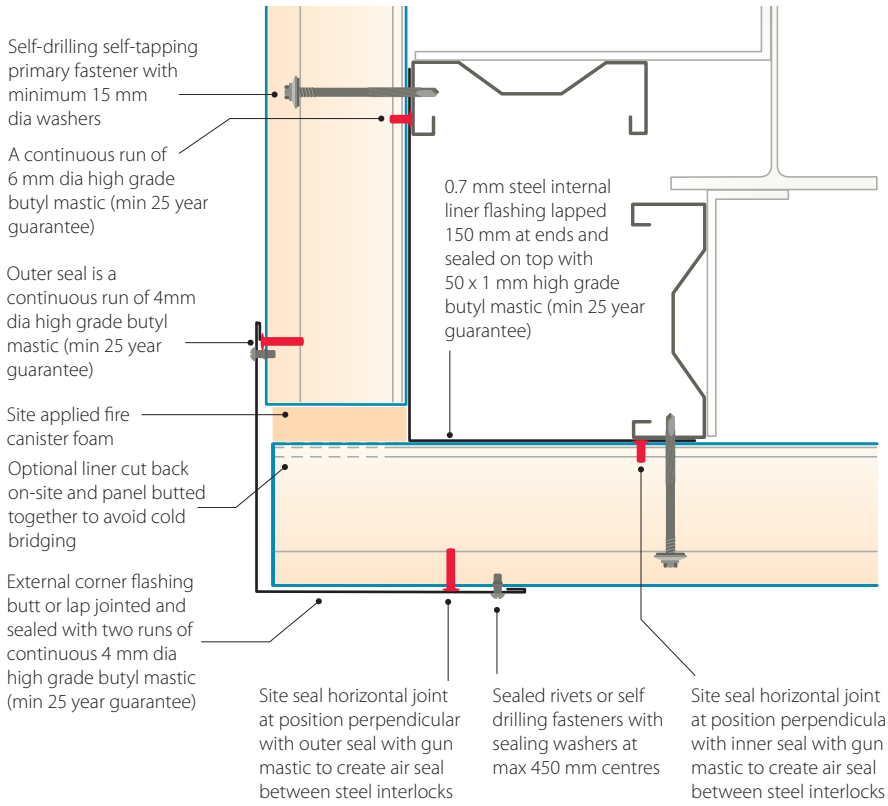 Self-drilling self-tapping
primary fastener with
minimum 15 mm
dia washers
A continuous run of
6 mm dia high grade
butyl mastic (min 25 year
guarantee)
Outer seal is a
continuous run of 4mm
dia high grade butyl
mastic (min 25 year
guarantee)
Site applied fire
canister foam
Optional liner cut back
on-site and panel butted
together to avoid cold
bridging
External corner flashing
butt or lap jointed and
sealed with two runs of
continuous 4 mm dia
high grade butyl mastic
(min 25 year guarantee)
0.7 mm steel internal
liner flashing lapped
150 mm at ends and
sealed on top with
50 x 1 mm high grade
butyl mastic (min 25 year
guarantee)
Site seal horizontal joint
at position perpendicular
with outer seal with gun
mastic to create air seal
between steel interlocks
Sealed rivets or self
drilling fasteners with
sealing washers at
max 450 mm centres
Site seal horizontal joint
at position perpendicula
with inner seal with gun
mastic to create air seal
between steel interlocks